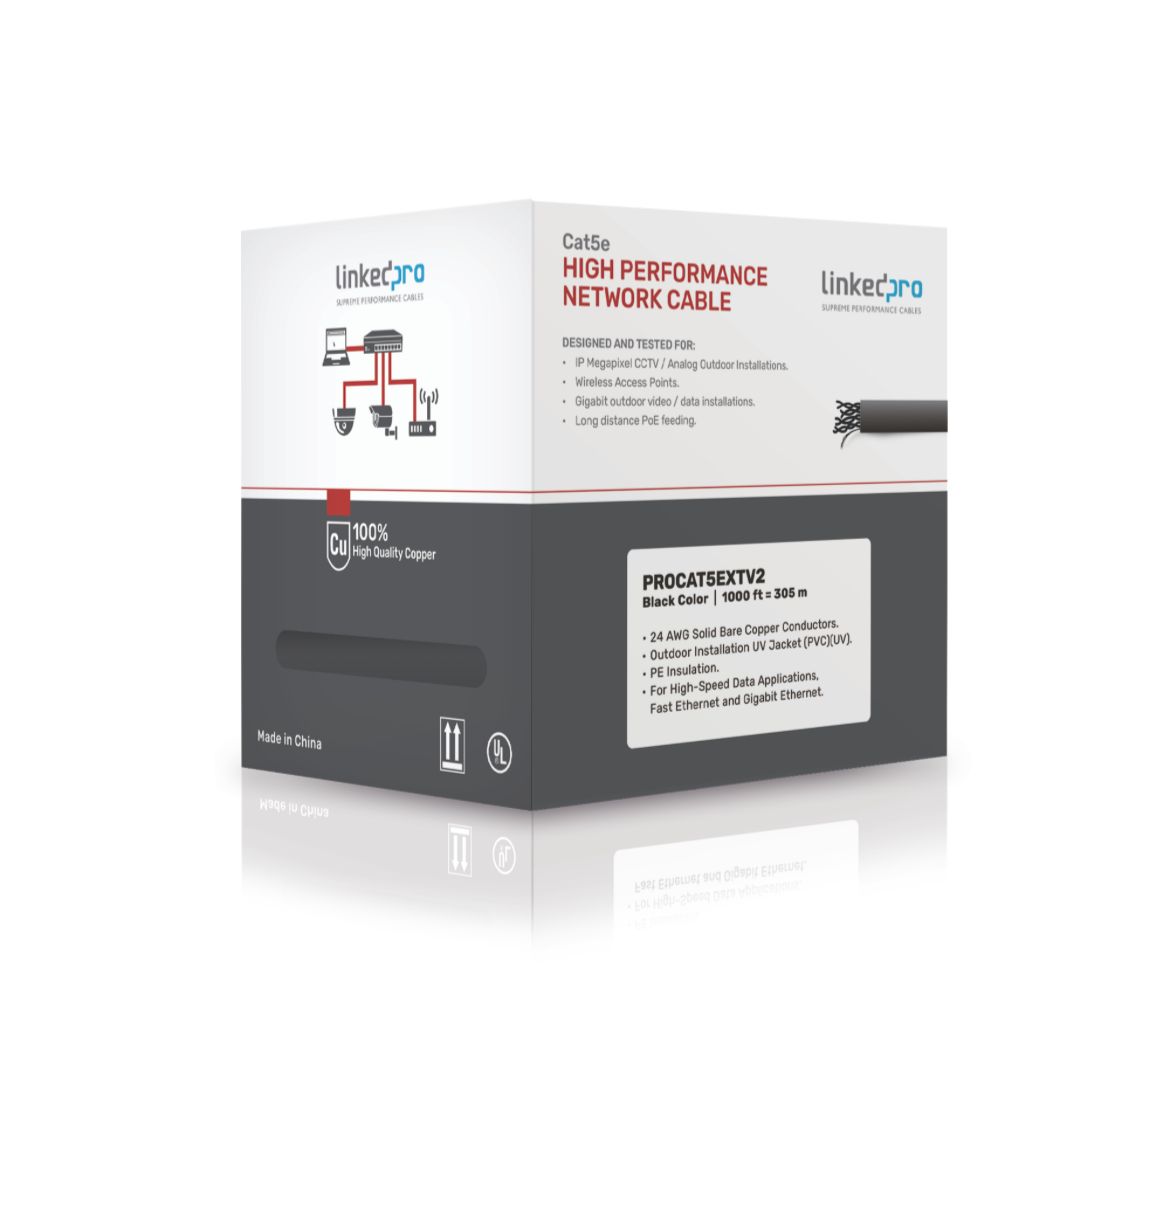 linkedpro
SUPREME PERFORMANCE CABLES
Cu
100%
High Quality Copper
Made in China
UL
Cat5e
HIGH PERFORMANCE
NETWORK CABLE
linkedpro
SUPREME PERFORMANCE CABLES
DESIGNED AND TESTED FOR:
• IP Megapixel CCTV / Analog Outdoor Installations.
• Wireless Access Points.
• Gigabit outdoor video / data installations.
• Long distance PoE feeding.
PROCAT5EXTV2
Black Color | 1000 ft = 305 m
• 24 AWG Solid Bare Copper Conductors.
• Outdoor Installation UV Jacket (PVC)(UV).
• PE Insulation.
• For High-Speed Data Applications,
Fast Ethernet and Gigabit Ethernet.